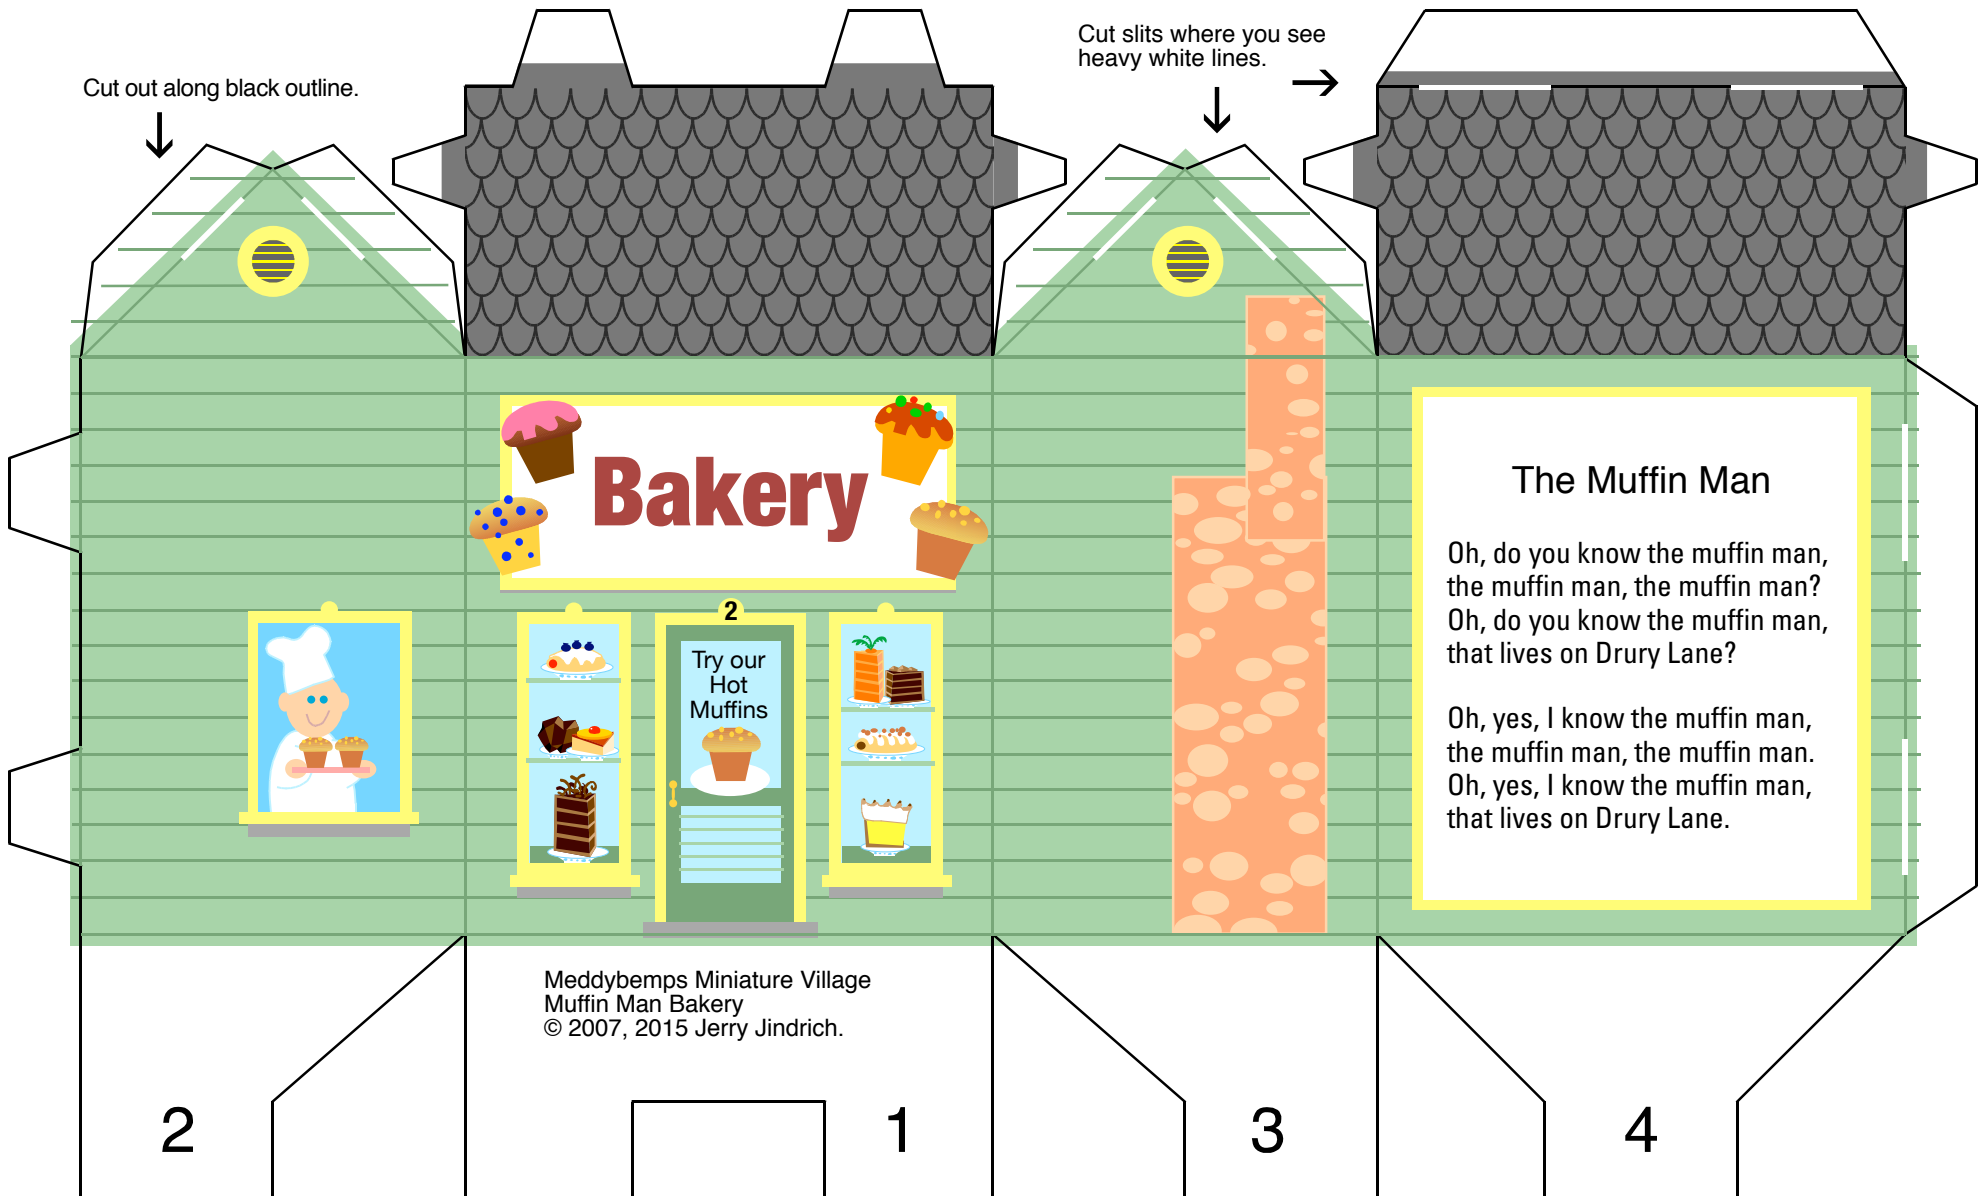 Cut out along black outline.
Cut slits where you see
heavy white lines.
Bakery
2
Try our
Hot
Muffins
The Muffin Man
Oh, do you know the muffin man,
the muffin man, the muffin man?
Oh, do you know the muffin man,
that lives on Drury Lane?
Oh, yes, I know the muffin man,
the muffin man, the muffin man.
Oh, yes, I know the muffin man,
that lives on Drury Lane.
Meddybemps Miniature Village
Muffin Man Bakery
© 2007, 2015 Jerry Jindrich.
2
1
3
4